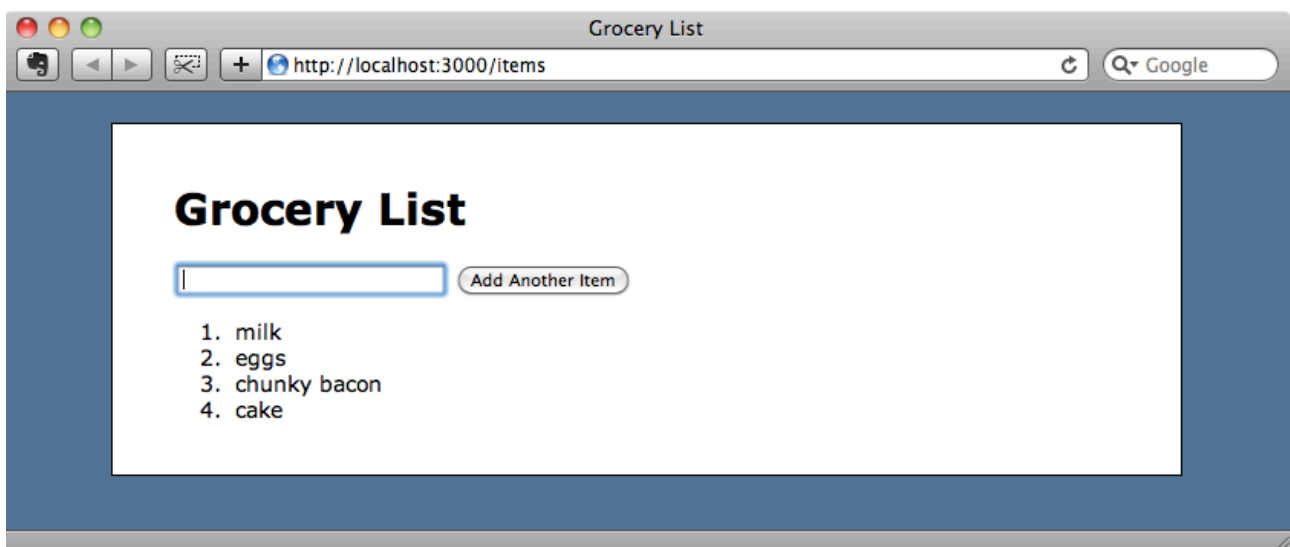 Grocery List
http://localhost:3000/items
Google
Grocery List
Add Another Item
1. milk
2. eggs
3. chunky bacon
4. cake